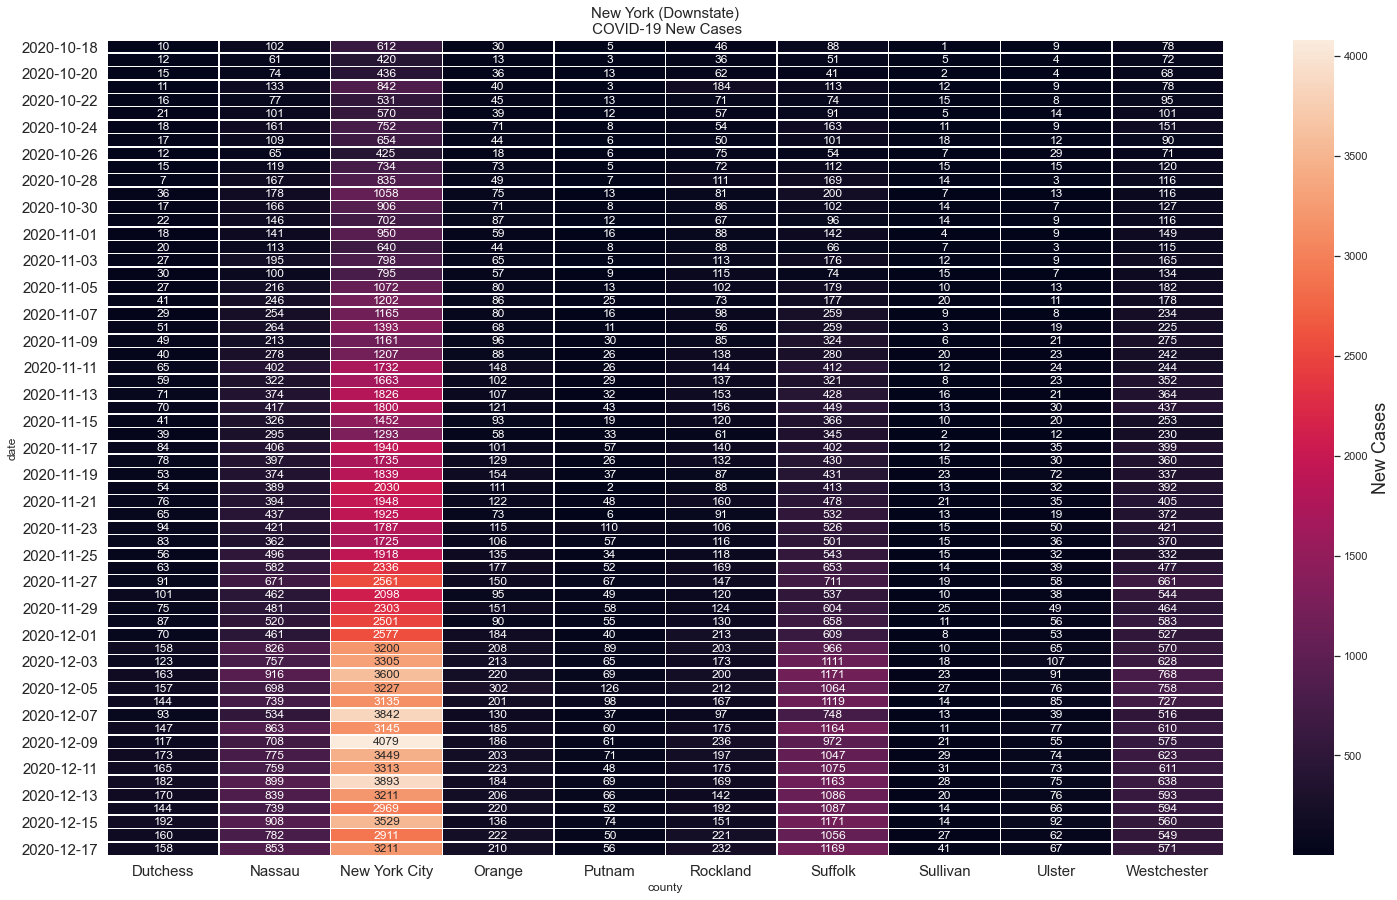 New York (Downstate)
COVID-19 New Cases
2020-10-18 10 102 612 30 5 46 88 1 9 78
12 61 420 13 3 36 51 5 4 72
2020-10-20 15 74 436 36 13 62 41 2 4 68
11 133 842 40 3 184 113 12 9 78
2020-10-22 16 77 531 45 13 71 74 15 8 95
21 101 570 39 12 57 91 5 14 101
2020-10-24 18 161 752 71 8 54 163 11 9 151
17 109 654 44 6 50 101 18 12 90
2020-10-26 12 65 425 18 6 75 54 7 29 71
15 119 734 73 5 72 112 15 15 120
2020-10-28 7 167 835 49 7 111 169 14 3 116
36 178 1058 75 13 81 200 7 13 116
2020-10-30 17 166 906 71 8 86 102 14 7 127
22 146 702 87 12 67 96 14 9 116
2020-11-01 18 141 950 59 16 88 142 4 9 149
20 113 640 44 8 88 66 7 3 115
2020-11-03 27 195 798 65 5 113 176 12 9 165
30 100 795 57 9 115 74 15 7 134
2020-11-05 27 216 1072 80 13 102 179 10 13 182
41 246 1202 86 25 73 177 20 11 178
2020-11-07 29 254 1165 80 16 98 259 9 8 234
51 264 1393 68 11 56 259 3 19 225
2020-11-09 49 213 1161 96 30 85 324 6 21 275
40 278 1207 88 26 138 280 20 23 242
2020-11-11 65 402 1732 148 26 144 412 12 24 244
59 322 1663 102 29 137 321 8 23 352
2020-11-13 71 374 1826 107 32 153 428 16 21 364
70 417 1800 121 43 156 449 13 30 437
2020-11-15 41 326 1452 93 19 120 366 10 20 253
39 295 1293 58 33 61 345 2 12 230
2020-11-17 84 406 1940 101 57 140 402 12 35 399
78 397 1735 129 26 132 430 15 30 360
2020-11-19 53 374 1839 154 37 87 431 23 72 337
54 389 2030 111 2 88 413 13 32 392
2020-11-21 76 394 1948 122 48 160 478 21 35 405
65 437 1925 73 6 91 532 13 19 372
2020-11-23 94 421 1787 115 110 106 526 15 50 421
83 362 1725 106 57 116 501 15 36 370
2020-11-25 56 496 1918 135 34 118 543 15 32 332
63 582 2336 177 52 169 653 14 39 477
2020-11-27 91 671 2561 150 67 147 711 19 58 661
101 462 2098 95 49 120 537 10 38 544
2020-11-29 75 481 2303 151 58 124 604 25 49 464
87 520 2501 90 55 130 658 11 56 583
2020-12-01 70 461 2577 184 40 213 609 8 53 527
158 826 3200 208 89 203 966 10 65 570
2020-12-03 123 757 3305 213 65 173 1111 18 107 628
163 916 3600 220 69 200 1171 23 91 768
2020-12-05 157 698 3227 302 126 212 1064 27 76 758
144 739 3135 201 98 167 1119 14 85 727
2020-12-07 93 534 3842 130 37 97 748 13 39 516
147 863 3145 185 60 175 1164 11 77 610
2020-12-09 117 708 4079 186 61 236 972 21 55 575
173 775 3449 203 71 197 1047 29 74 623
2020-12-11 165 759 3313 223 48 175 1075 31 73 611
182 899 3893 184 69 169 1163 28 75 638
2020-12-13 170 839 3211 206 66 142 1086 20 76 593
144 739 2969 220 52 192 1087 14 66 594
2020-12-15 192 908 3529 136 74 151 1171 14 92 560
160 782 2911 222 50 221 1056 27 62 549
2020-12-17 158 853 3211 210 56 232 1169 41 67 571
Dutchess Nassau New York City Orange Putnam Rockland Suffolk Sullivan Ulster Westchester
county
date
4000
3500
3000
2500
2000
1500
1000
500
New Cases